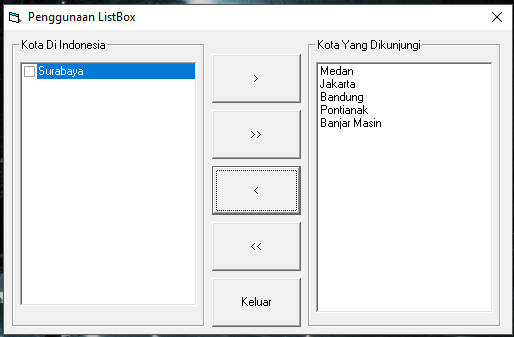 Penggunaan ListBox
Kota Di Indonesia
Surabaya
>
>>
<
<<
Keluar
Kota Yang Dikunjungi
Medan
Jakarta
Bandung
Pontianak
Banjar Masin